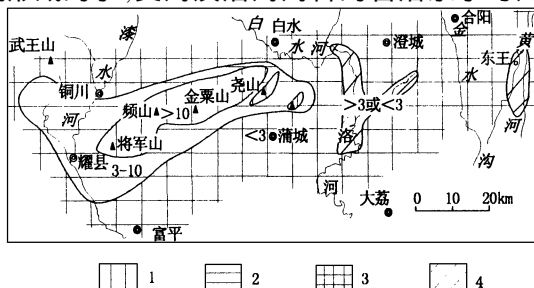 武王山
漆
水
河
铜川
耀县
3~10
富平
频山
>10
金粟山
将军山
尧山
白
水
河
白水
<3
蒲城
>3或<3
洛
河
澄城
大荔
合阳
金
水
沟
东王
黄
河
0 10 20km
1 2 3 4